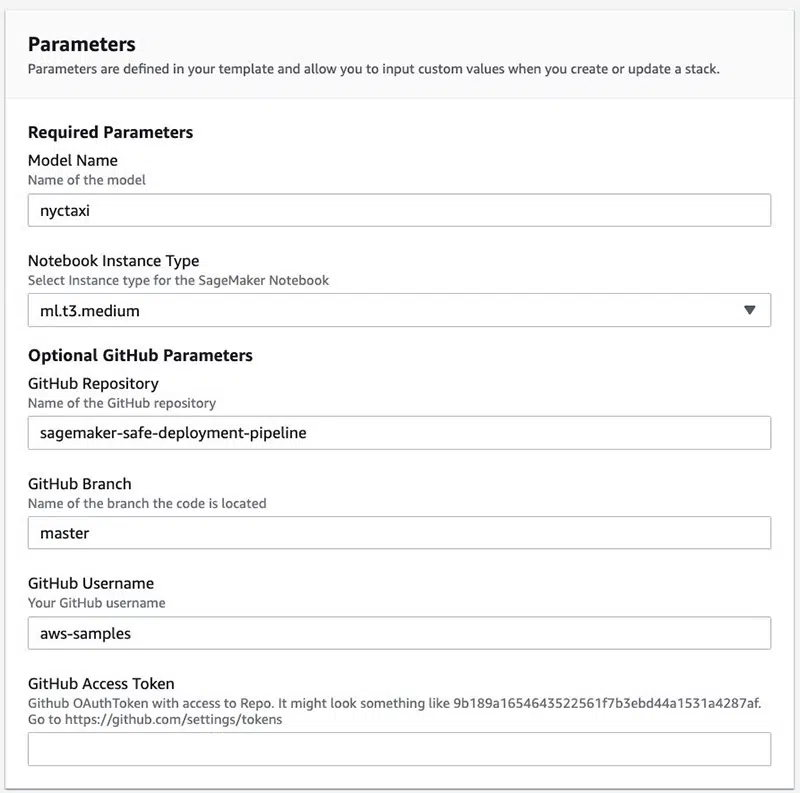 Parameters
Parameters are defined in your template and allow you to input custom values when you create or update a stack.
Required Parameters
Model Name
Name of the model
nyctaxi
Notebook Instance Type
Select Instance type for the SageMaker Notebook
ml.t3.medium
Optional GitHub Parameters
GitHub Repository
Name of the GitHub repository
sagemaker-safe-deployment-pipeline
GitHub Branch
Name of the branch the code is located
master
GitHub Username
Your GitHub username
aws-samples
GitHub Access Token
Github OAuthToken with access to Repo. It might look something like 9b189a1654643522561f7b3ebd44a1531a4287af.
Go to https://github.com/settings/tokens